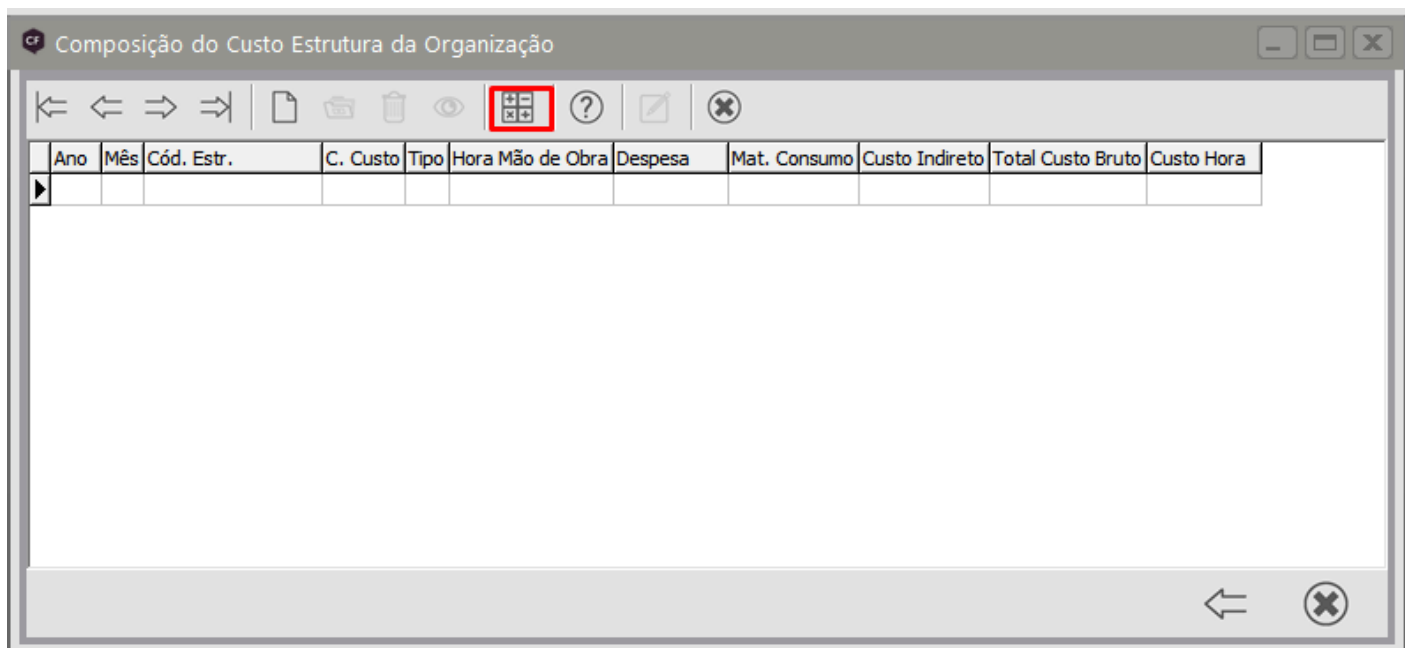 CF Composição do Custo Estrutura da Organização
Ano Mês Cód. Estr. C. Custo Tipo Hora Mão de Obra Despesa Mat. Consumo Custo Indireto Total Custo Bruto Custo Hora